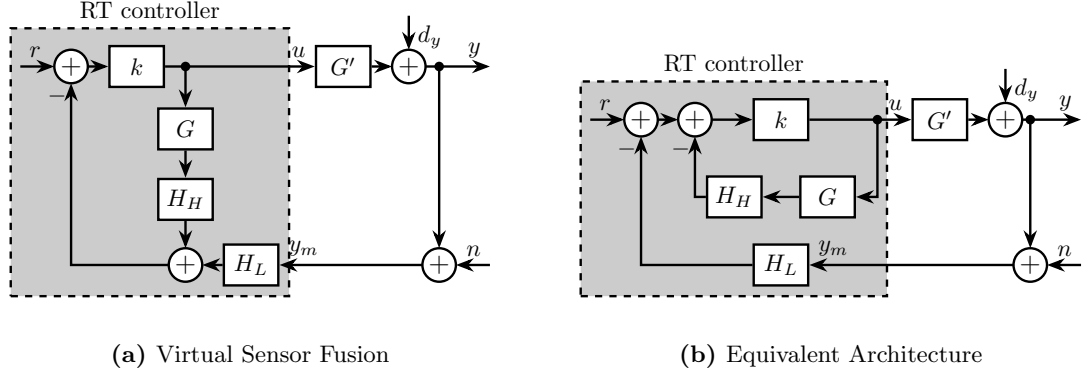 RT controller
r
+
−
k
u
G′
+
d_y
y
G
H_H
+
H_L
y_m
+
n
(a) Virtual Sensor Fusion
RT controller
r
+
−
+
−
k
u
G′
+
d_y
y
H_H
G
H_L
y_m
+
n
(b) Equivalent Architecture